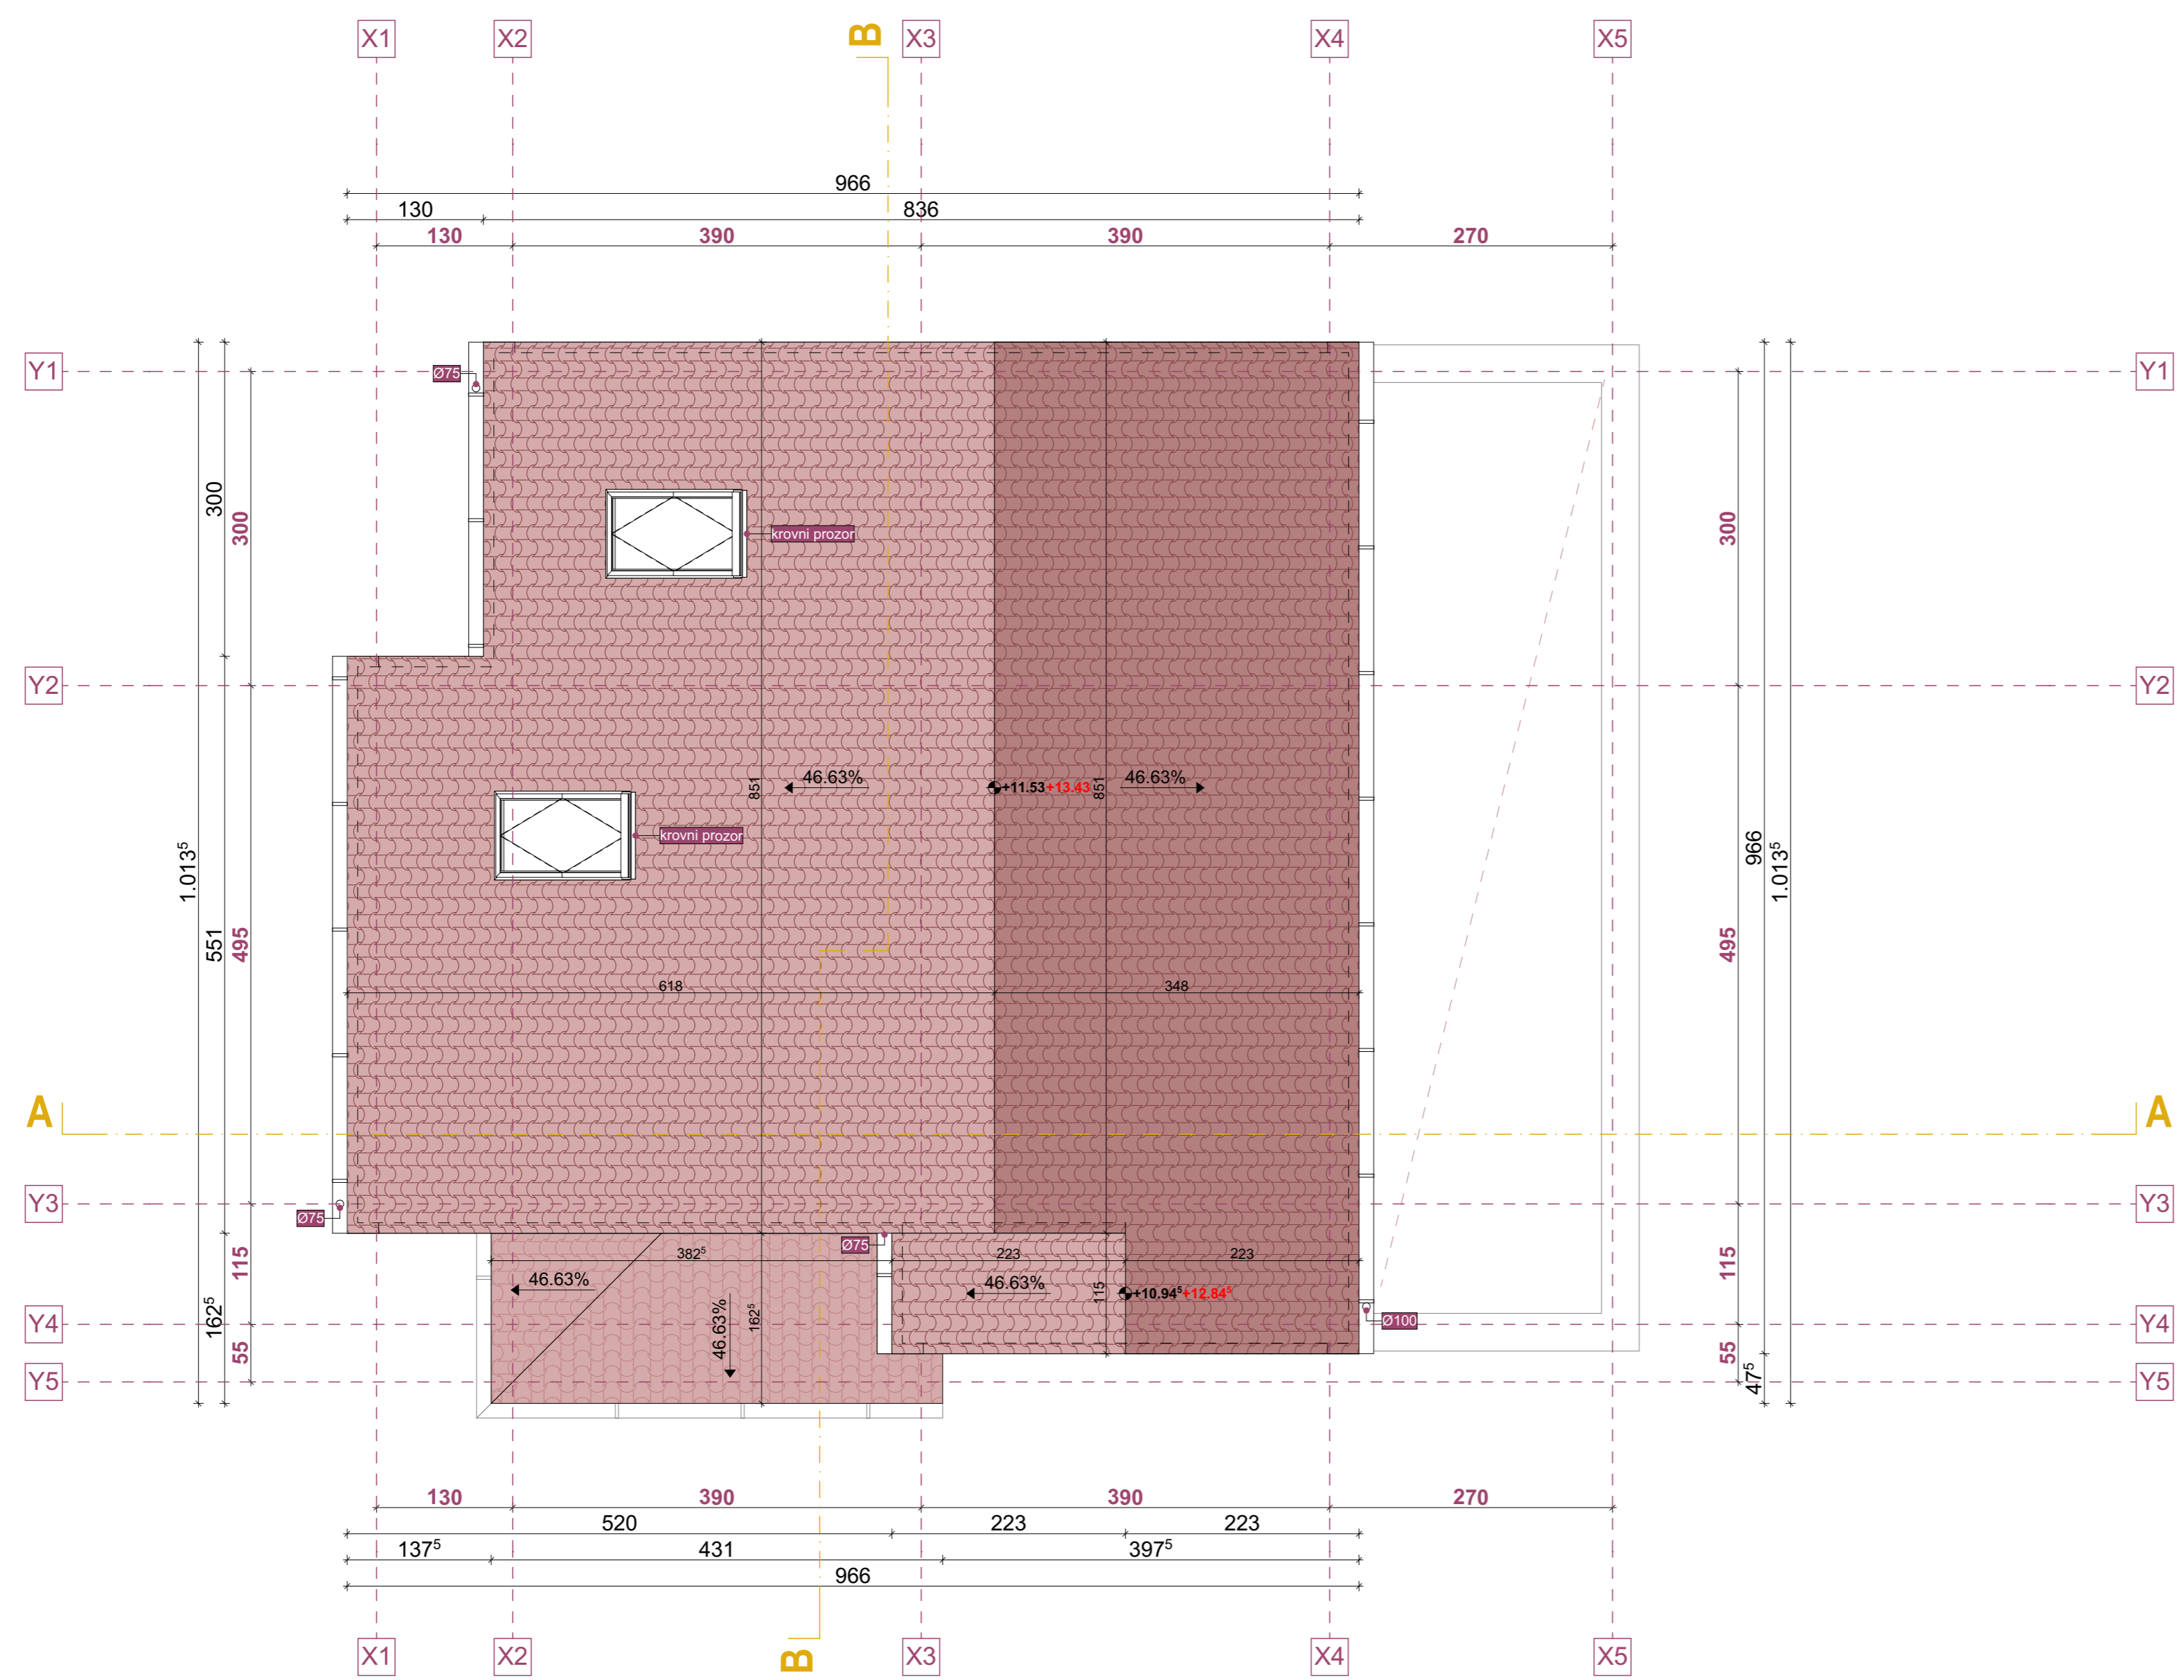 X1 X2 B X3 X4 X5
966
130 836
130 390 390 270
Y1 Y1
Ø75
300 300 300
krovni prozor
Y2 Y2
46.63% 46.63%
851 +11.53 +13.43 851
krovni prozor
1.013⁵ 551 495 495 966 1.013⁵
618 348
A A
Y3 Y3
Ø75
Ø75
115 382⁵ 223 223 115
46.63% 46.63%
162⁵ 46.63% 162⁵ 115 +10.94⁵ +12.84⁵
Y4 Ø100 Y4
55 55
47⁵
Y5 Y5
130 390 390 270
520 223 223
137⁵ 431 397⁵
966
X1 X2 B X3 X4 X5